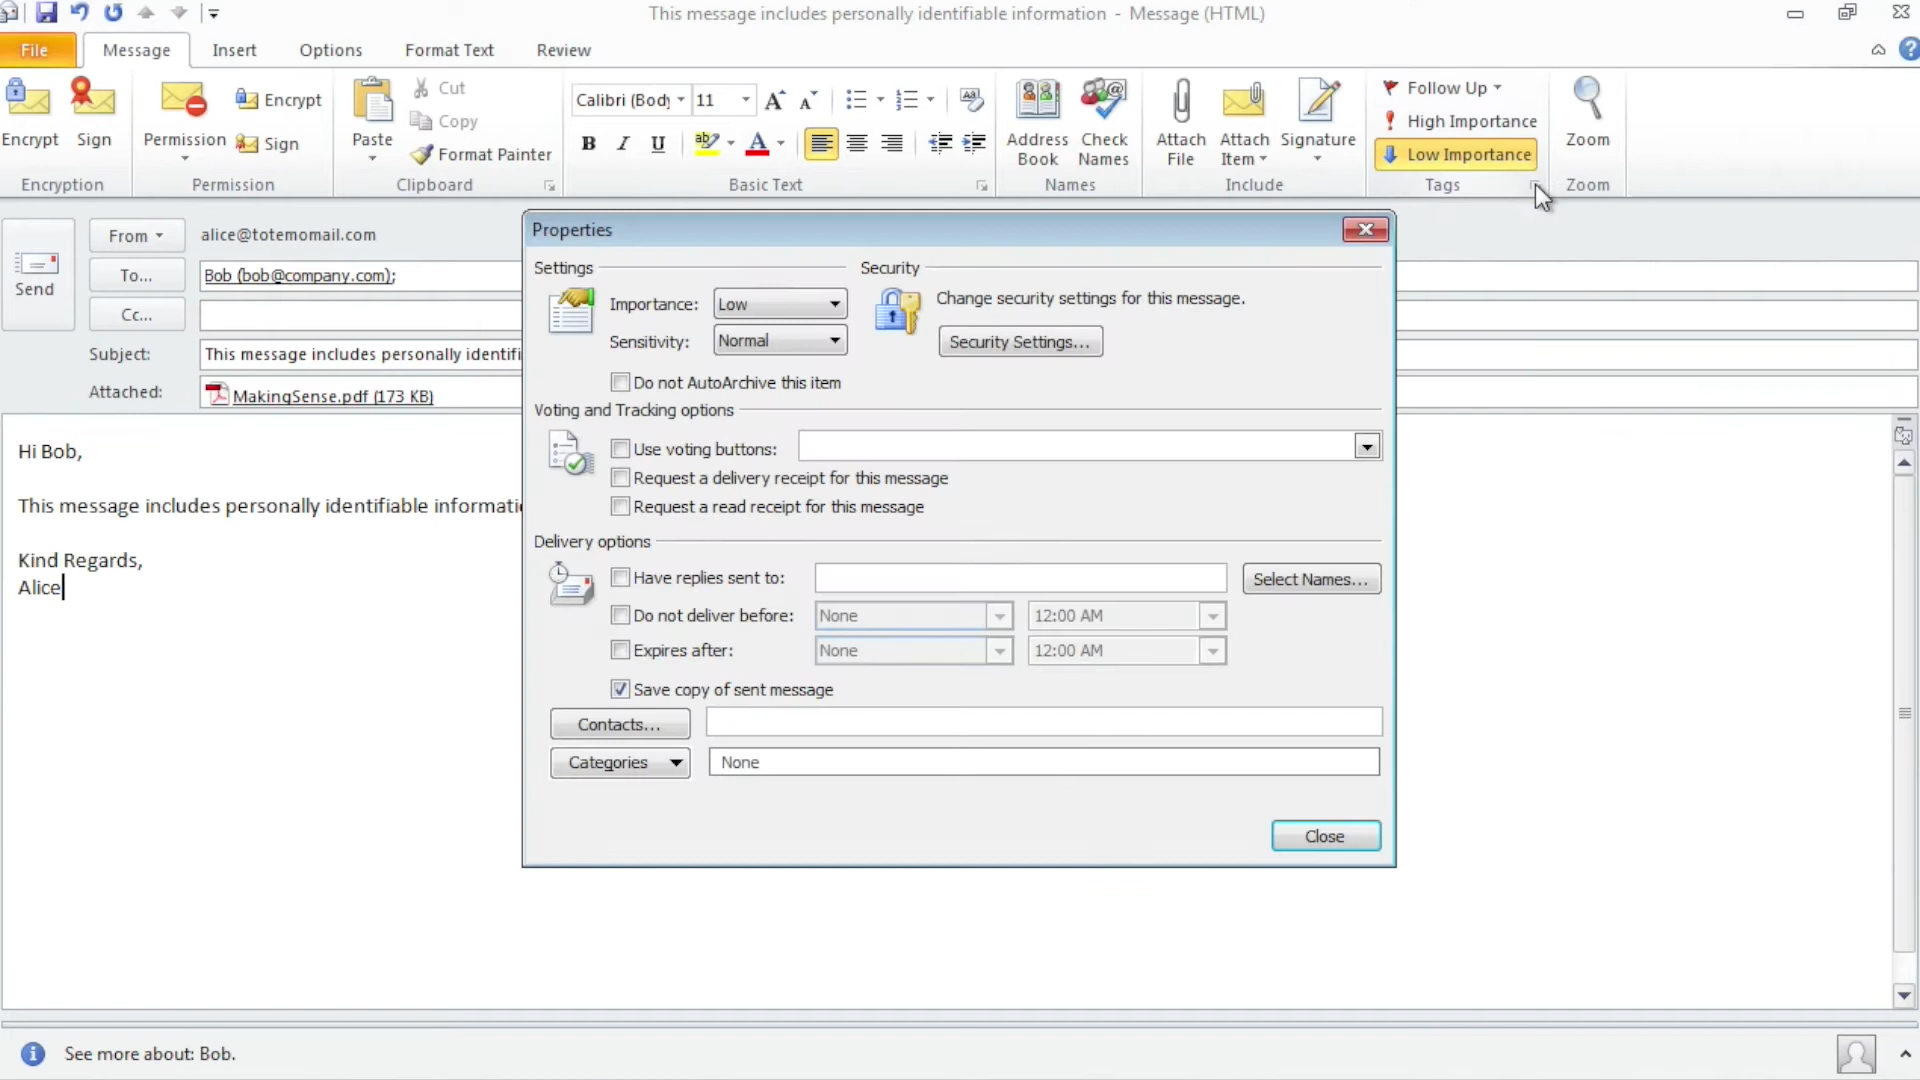 This message includes personally identifiable information - Message (HTML)
File Message Insert Options Format Text Review
Encrypt Sign
Encryption
Permission Encrypt Sign
Permission
Paste Cut Copy Format Painter
Clipboard
Calibri (Body 11
B I U
Basic Text
Address Book Check Names
Names
Attach File Attach Item Signature
Include
Follow Up
High Importance
Low Importance
Tags
Zoom
Zoom
Send
From alice@totemomail.com
To... Bob (bob@company.com);
Cc...
Subject: This message includes personally identifi
Attached: MakingSense.pdf (173 KB)
Hi Bob,
This message includes personally identifiable informati
Kind Regards,
Alice
Properties
Settings
Importance: Low
Sensitivity: Normal
Do not AutoArchive this item
Security
Change security settings for this message.
Security Settings...
Voting and Tracking options
Use voting buttons:
Request a delivery receipt for this message
Request a read receipt for this message
Delivery options
Have replies sent to: Select Names...
Do not deliver before: None 12:00 AM
Expires after: None 12:00 AM
Save copy of sent message
Contacts...
Categories None
Close
See more about: Bob.